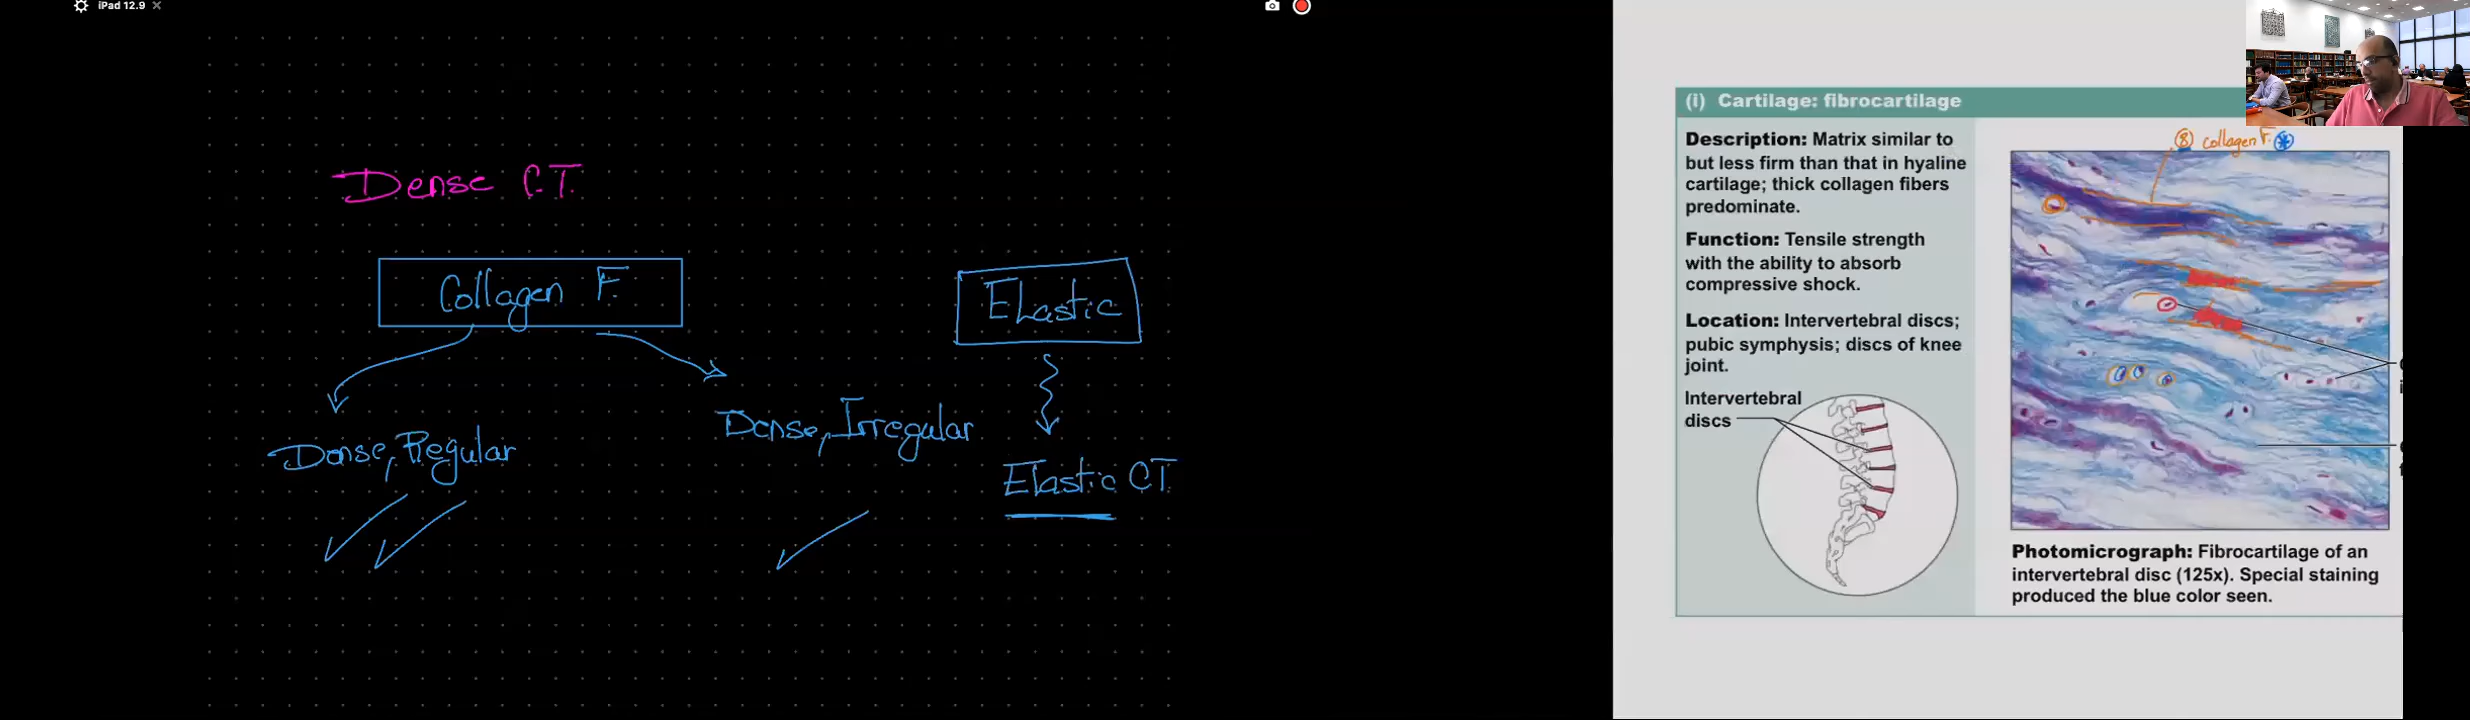 iPad 12.9
Dense C.T.
Collagen F.
Elastic
Dense, Regular
Dense, Irregular
Elastic CT
(i) Cartilage: fibrocartilage
Description: Matrix similar to
but less firm than that in hyaline
cartilage; thick collagen fibers
predominate.
Function: Tensile strength
with the ability to absorb
compressive shock.
Location: Intervertebral discs;
pubic symphysis; discs of knee
joint.
Intervertebral
discs
⑧ collagen F.
Photomicrograph: Fibrocartilage of an
intervertebral disc (125x). Special staining
produced the blue color seen.